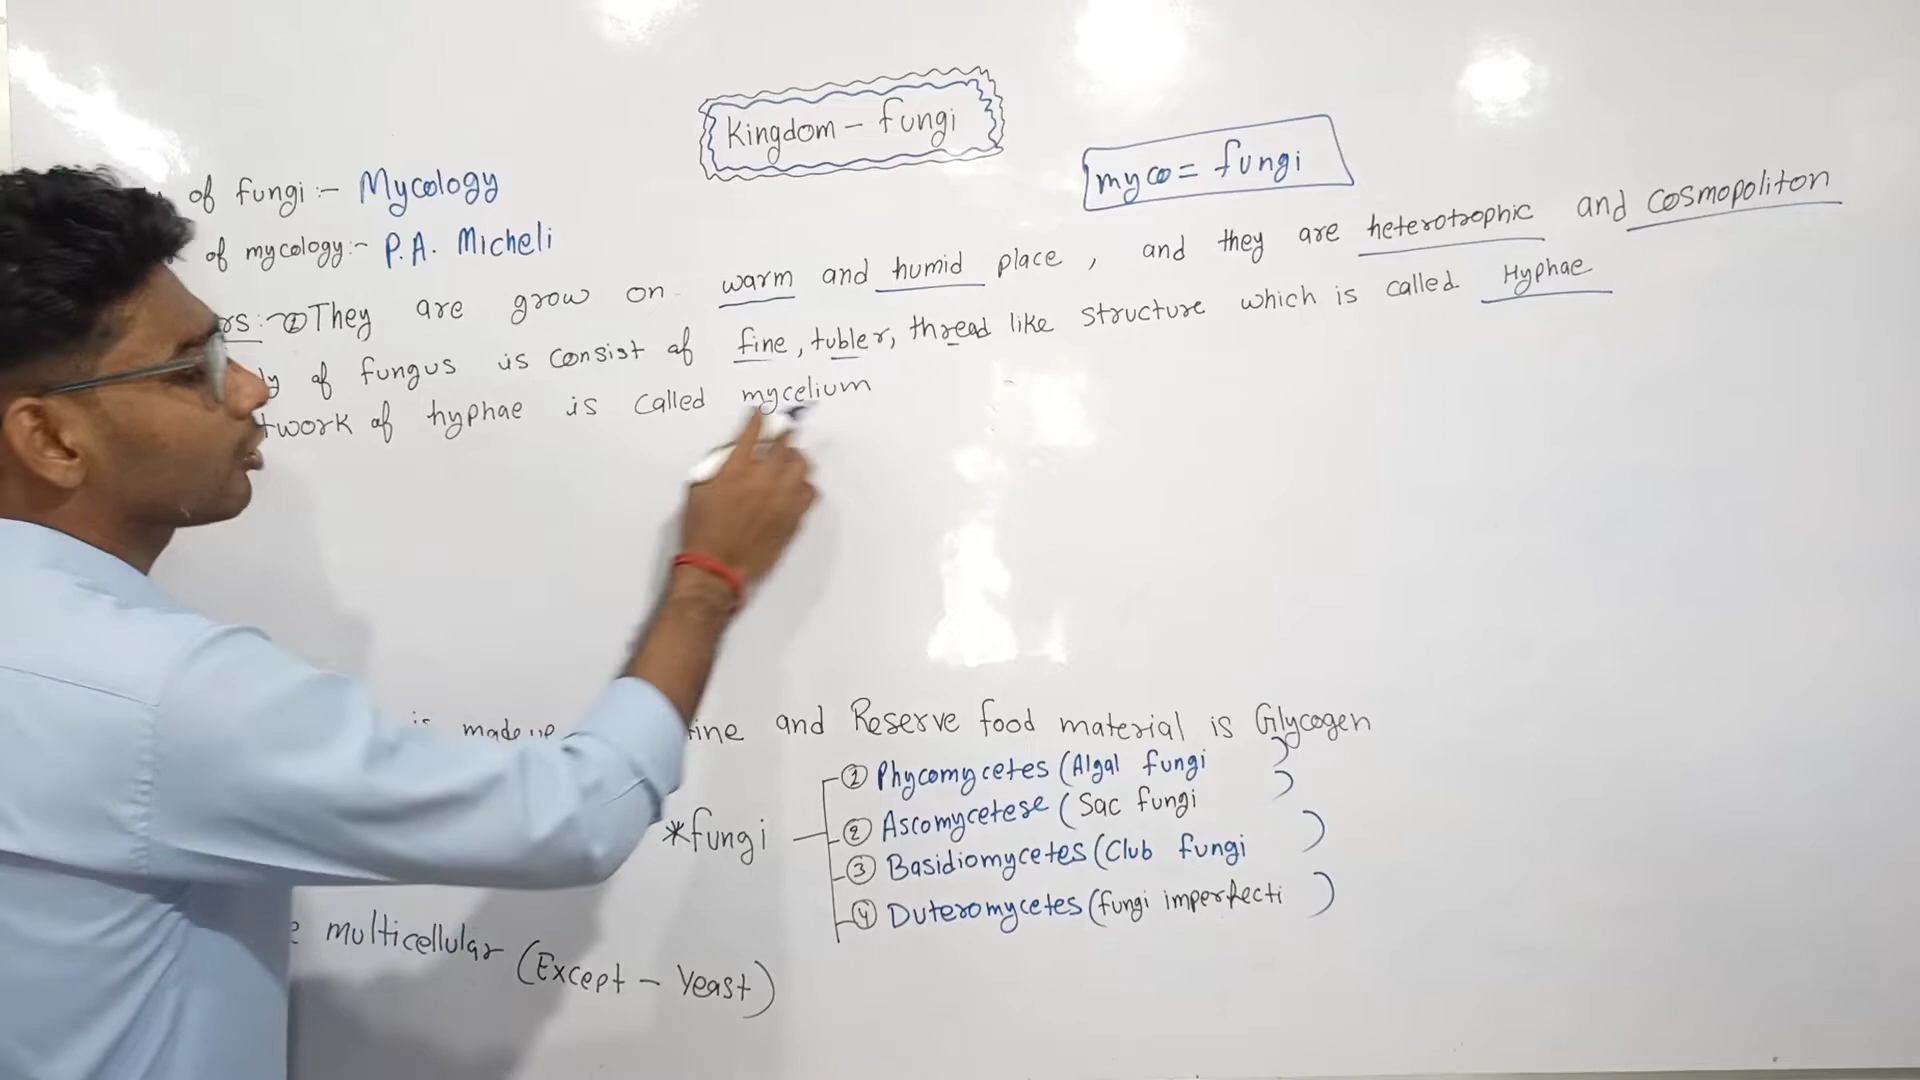 Kingdom - fungi
myco = fungi
of fungi :- Mycology
of mycology:- P.A. Micheli
rs :- ① They are grow on warm and humid place , and they are heterotrophic and cosmopoliton
dy of fungus is consist of fine , tubler, thread like structure which is called Hyphae
twork of hyphae is called mycelium
is made up tine and Reserve food material is Glycogen
*fungi
① Phycomycetes (Algal fungi )
② Ascomycetese (Sac fungi )
③ Basidiomycetes (Club fungi )
④ Duteromycetes (fungi imperfecti )
e multicellular (Except - Yeast)